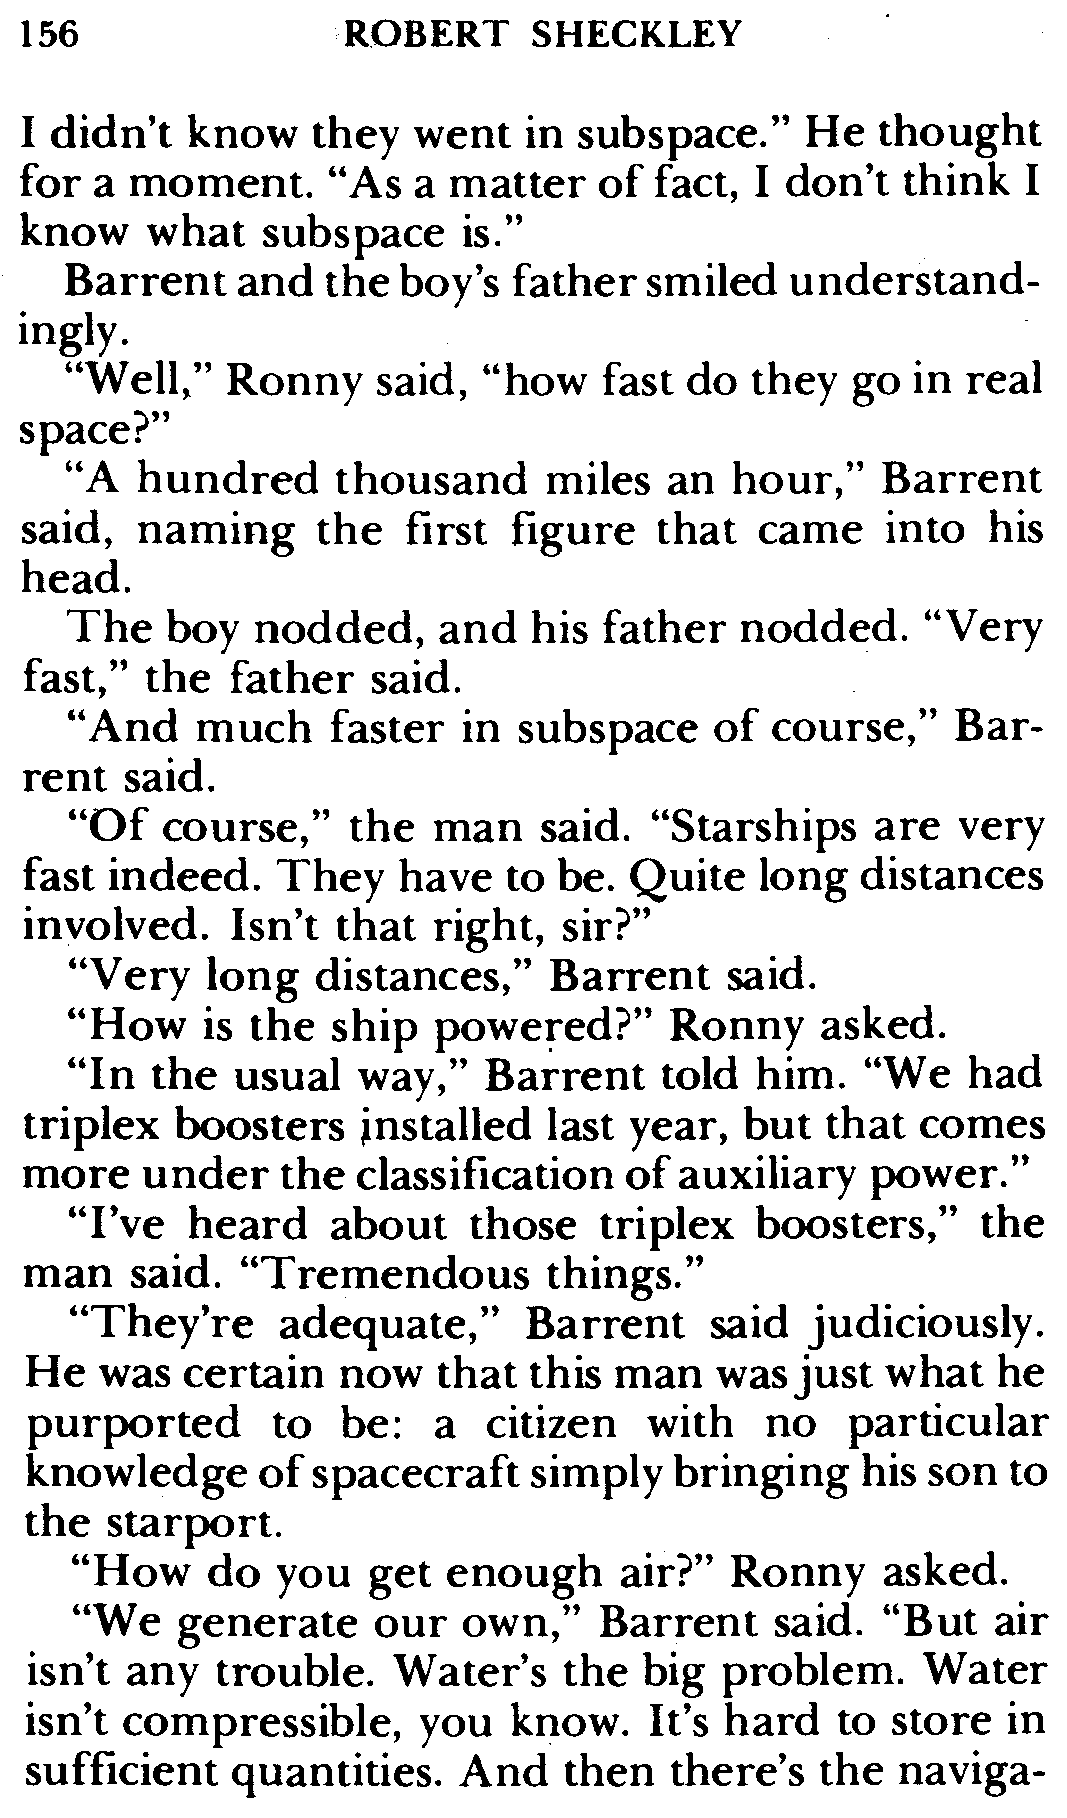 156 ROBERT SHECKLEY
I didn't know they went in subspace." He thought
for a moment. "As a matter of fact, I don't think I
know what subspace is."
Barrent and the boy's father smiled understand-
ingly.
"Well," Ronny said, "how fast do they go in real
space?"
"A hundred thousand miles an hour," Barrent
said, naming the first figure that came into his
head.
The boy nodded, and his father nodded. "Very
fast," the father said.
"And much faster in subspace of course," Bar-
rent said.
"Of course," the man said. "Starships are very
fast indeed. They have to be. Quite long distances
involved. Isn't that right, sir?"
"Very long distances," Barrent said.
"How is the ship powered?" Ronny asked.
"In the usual way," Barrent told him. "We had
triplex boosters installed last year, but that comes
more under the classification of auxiliary power."
"I've heard about those triplex boosters," the
man said. "Tremendous things."
"They're adequate," Barrent said judiciously.
He was certain now that this man was just what he
purported to be: a citizen with no particular
knowledge of spacecraft simply bringing his son to
the starport.
"How do you get enough air?" Ronny asked.
"We generate our own," Barrent said. "But air
isn't any trouble. Water's the big problem. Water
isn't compressible, you know. It's hard to store in
sufficient quantities. And then there's the naviga-